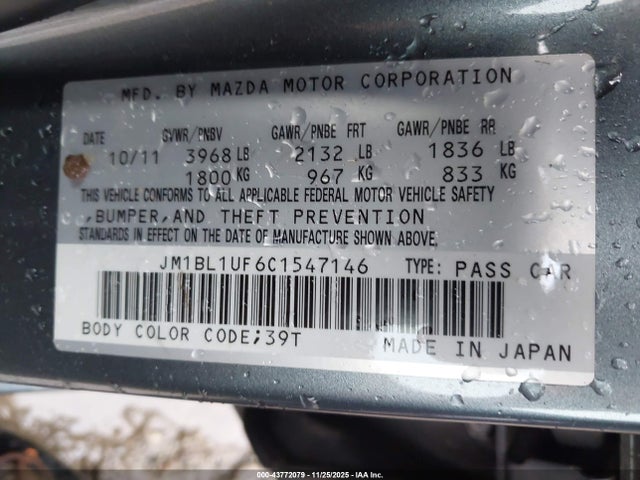 MFD. BY MAZDA MOTOR CORPORATION
DATE GVWR/PNBV GAWR/PNBE FRT GAWR/PNBE RR
10/11 3968 LB 2132 LB 1836 LB
1800 KG 967 KG 833 KG
THIS VEHICLE CONFORMS TO ALL APPLICABLE FEDERAL MOTOR VEHICLE SAFETY
,BUMPER,AND THEFT PREVENTION
STANDARDS IN EFFECT ON THE DATE OF MANUFACTURE SHOWN ABOVE.
JM1BL1UF6C1547146 TYPE: PASS CAR
BODY COLOR CODE;39T MADE IN JAPAN
000-43772079 - 11/25/2025 - IAA Inc.